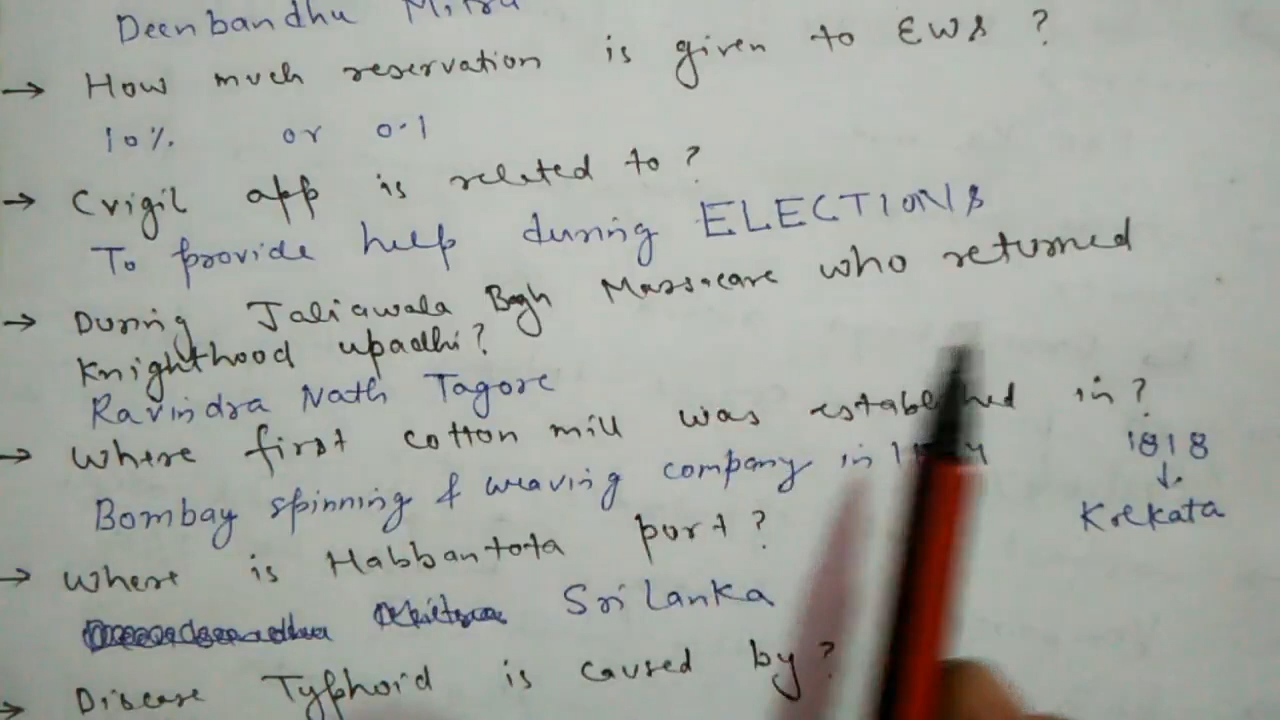 Deenbandhu Mitra
→ How much reservation is given to EWS ?
10% or 0.1
→ Cvigil app is related to ?
To provide help during ELECTIONS
→ During Jaliawala Bagh Massacare who returned
Knighthood upadhi ?
Ravindra Nath Tagore
→ Where first cotton mill was established in ?
Bombay spinning & weaving company in
1818
↓
Kolkata
→ Where is Habbantota port ?
Sri Lanka
→ Disease Typhoid is caused by ?